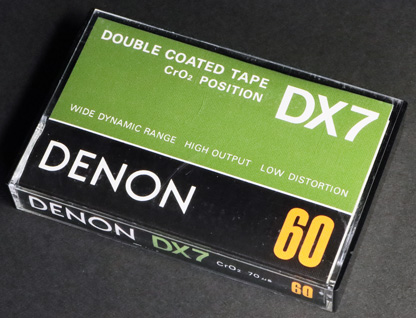 DOUBLE COATED TAPE
CrO₂ POSITION
DX7
WIDE DYNAMIC RANGE HIGH OUTPUT LOW DISTORTION
DENON
60
DENON DX7 CrO₂ 70μs 60